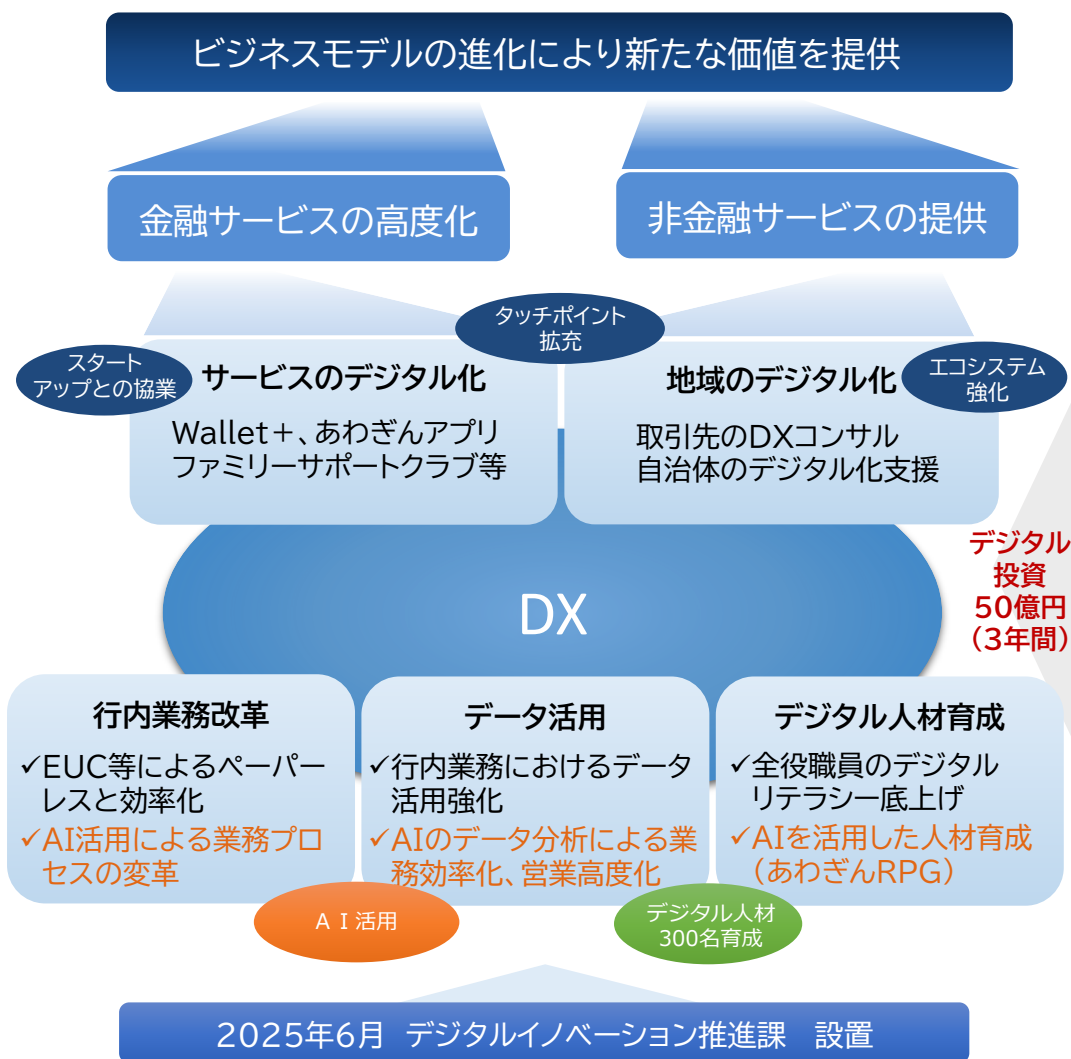 ビジネスモデルの進化により新たな価値を提供
金融サービスの高度化
非金融サービスの提供
タッチポイント
拡充
スタート
アップとの協業
サービスのデジタル化
Wallet＋、あわぎんアプリ
ファミリーサポートクラブ等
地域のデジタル化
エコシステム
強化
取引先のDXコンサル
自治体のデジタル化支援
DX
デジタル
投資
50億円
（3年間）
行内業務改革
✓EUC等によるペーパー
レスと効率化
✓AI活用による業務プロ
セスの変革
データ活用
✓行内業務におけるデータ
活用強化
✓AIのデータ分析による業
務効率化、営業高度化
デジタル人材育成
✓全役職員のデジタル
リテラシー底上げ
✓AIを活用した人材育成
（あわぎんRPG）
ＡＩ活用
デジタル人材
300名育成
2025年6月　デジタルイノベーション推進課　設置